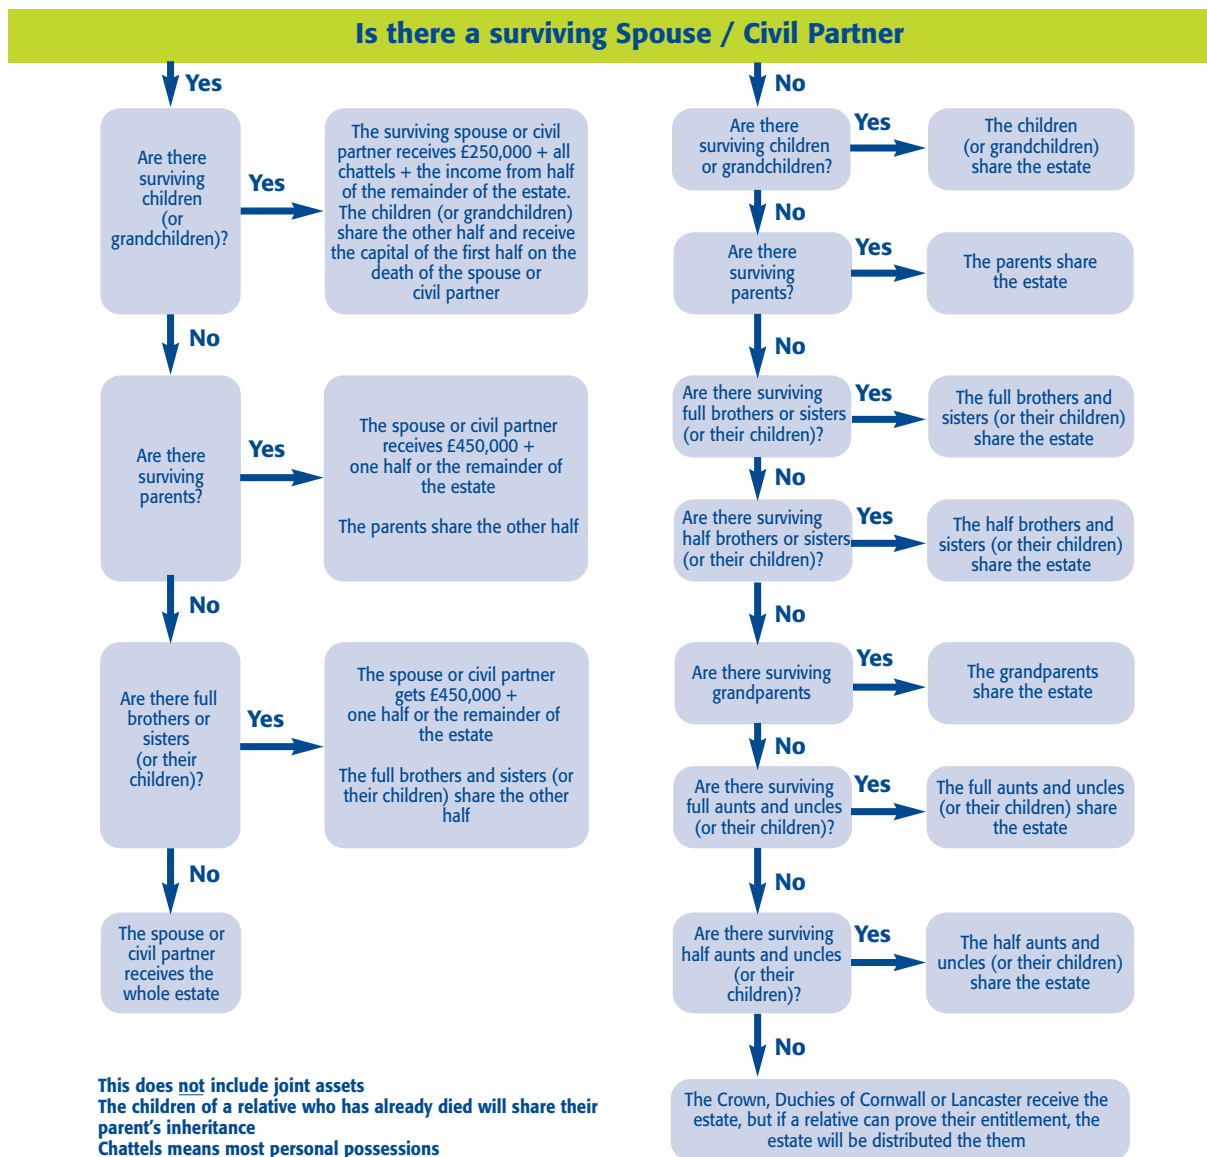 Is there a surviving Spouse / Civil Partner
Yes
Are there
surviving
children
(or
grandchildren)?
Yes
The surviving spouse or civil
partner receives £250,000 + all
chattels + the income from half
of the remainder of the estate.
The children (or grandchildren)
share the other half and receive
the capital of the first half on the
death of the spouse or
civil partner
No
Are there
surviving
parents?
Yes
The spouse or civil partner
receives £450,000 +
one half or the remainder of
the estate
The parents share the other half
No
Are there full
brothers or
sisters
(or their
children)?
Yes
The spouse or civil partner
gets £450,000 +
one half or the remainder of
the estate
The full brothers and sisters (or
their children) share the other
half
No
The spouse or
civil partner
receives the
whole estate
No
Are there
surviving children
or grandchildren?
Yes
The children
(or grandchildren)
share the estate
No
Are there
surviving
parents?
Yes
The parents share
the estate
No
Are there surviving
full brothers or sisters
(or their children)?
Yes
The full brothers and
sisters (or their children)
share the estate
No
Are there surviving
half brothers or sisters
(or their children)?
Yes
The half brothers and
sisters (or their children)
share the estate
No
Are there surviving
grandparents
Yes
The grandparents
share the estate
No
Are there surviving
full aunts and uncles
(or their children)?
Yes
The full aunts and uncles
(or their children) share
the estate
No
Are there surviving
half aunts and uncles
(or their
children)?
Yes
The half aunts and
uncles (or their children)
share the estate
No
The Crown, Duchies of Cornwall or Lancaster receive the
estate, but if a relative can prove their entitlement, the
estate will be distributed the them
This does not include joint assets
The children of a relative who has already died will share their
parent's inheritance
Chattels means most personal possessions